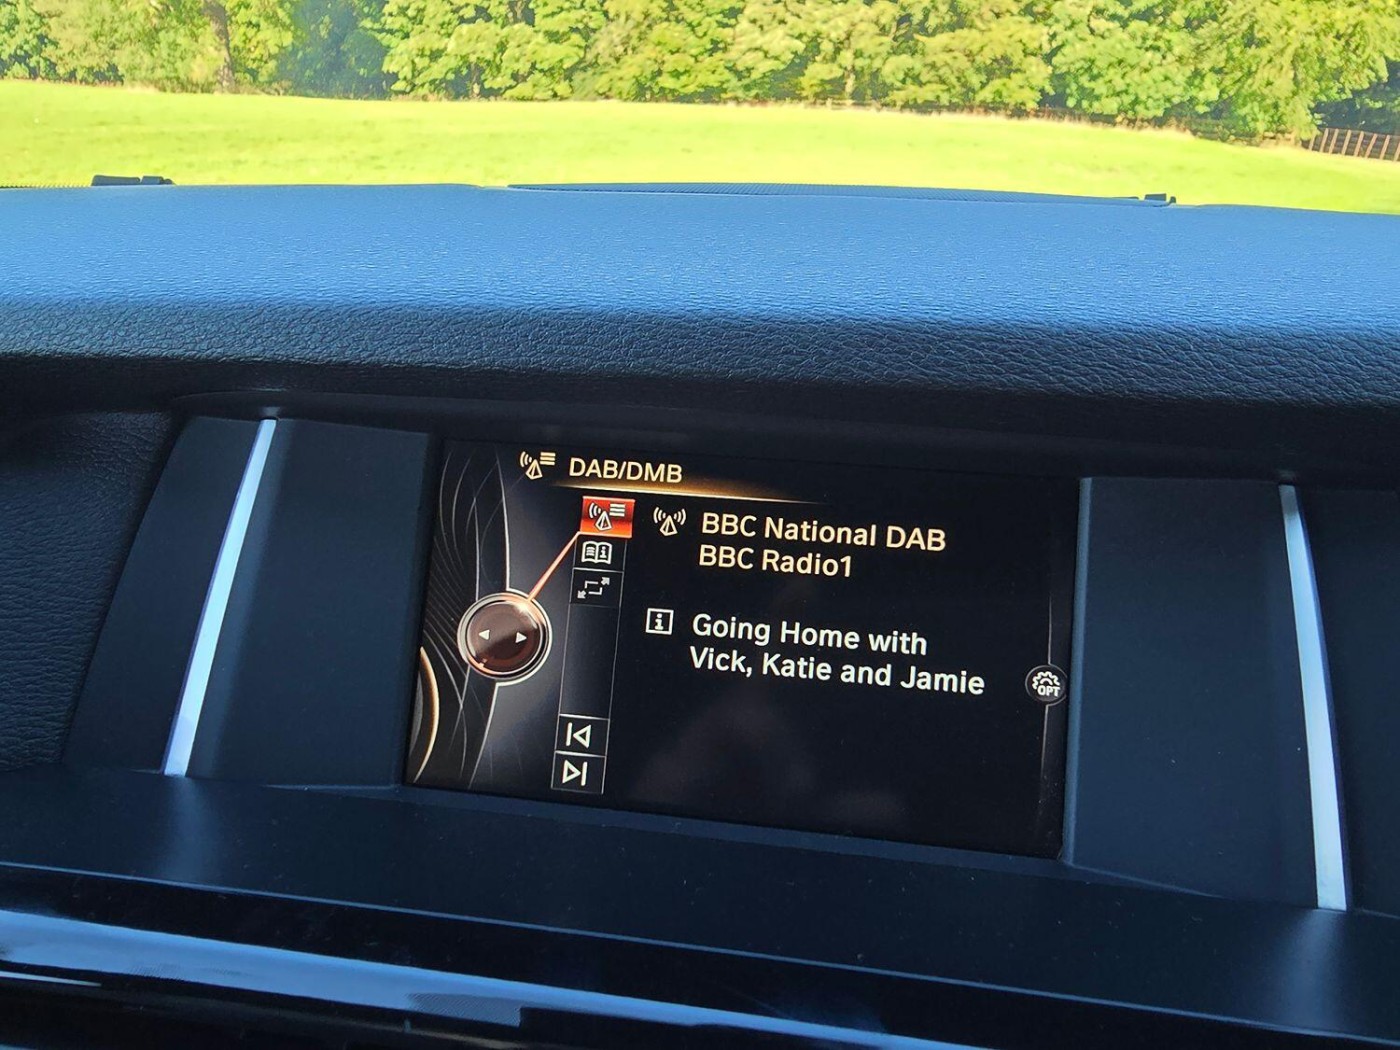 DAB/DMB
BBC National DAB
BBC Radio1
Going Home with
Vick, Katie and Jamie
OPT